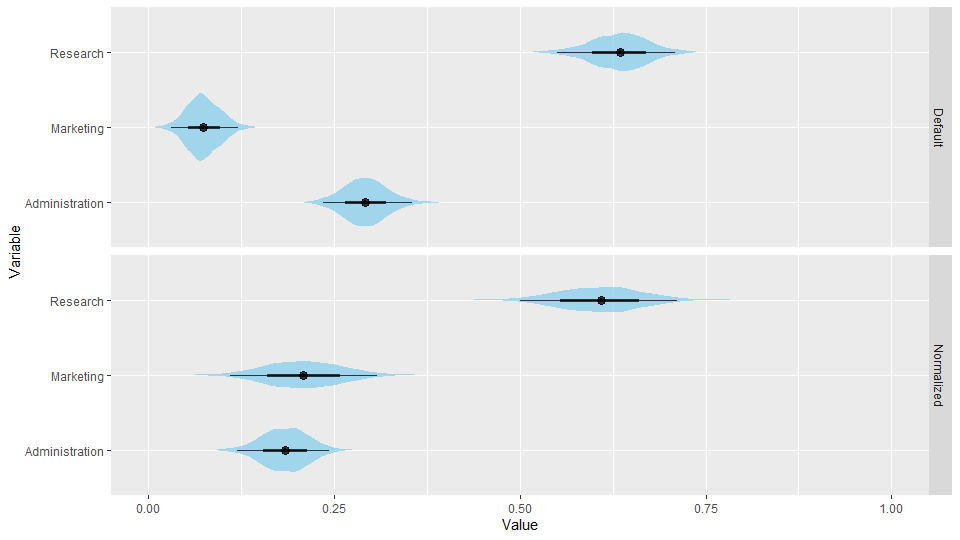 Research
Marketing
Administration
Default
Variable
Research
Marketing
Administration
Normalized
0.00 0.25 0.50 0.75 1.00
Value